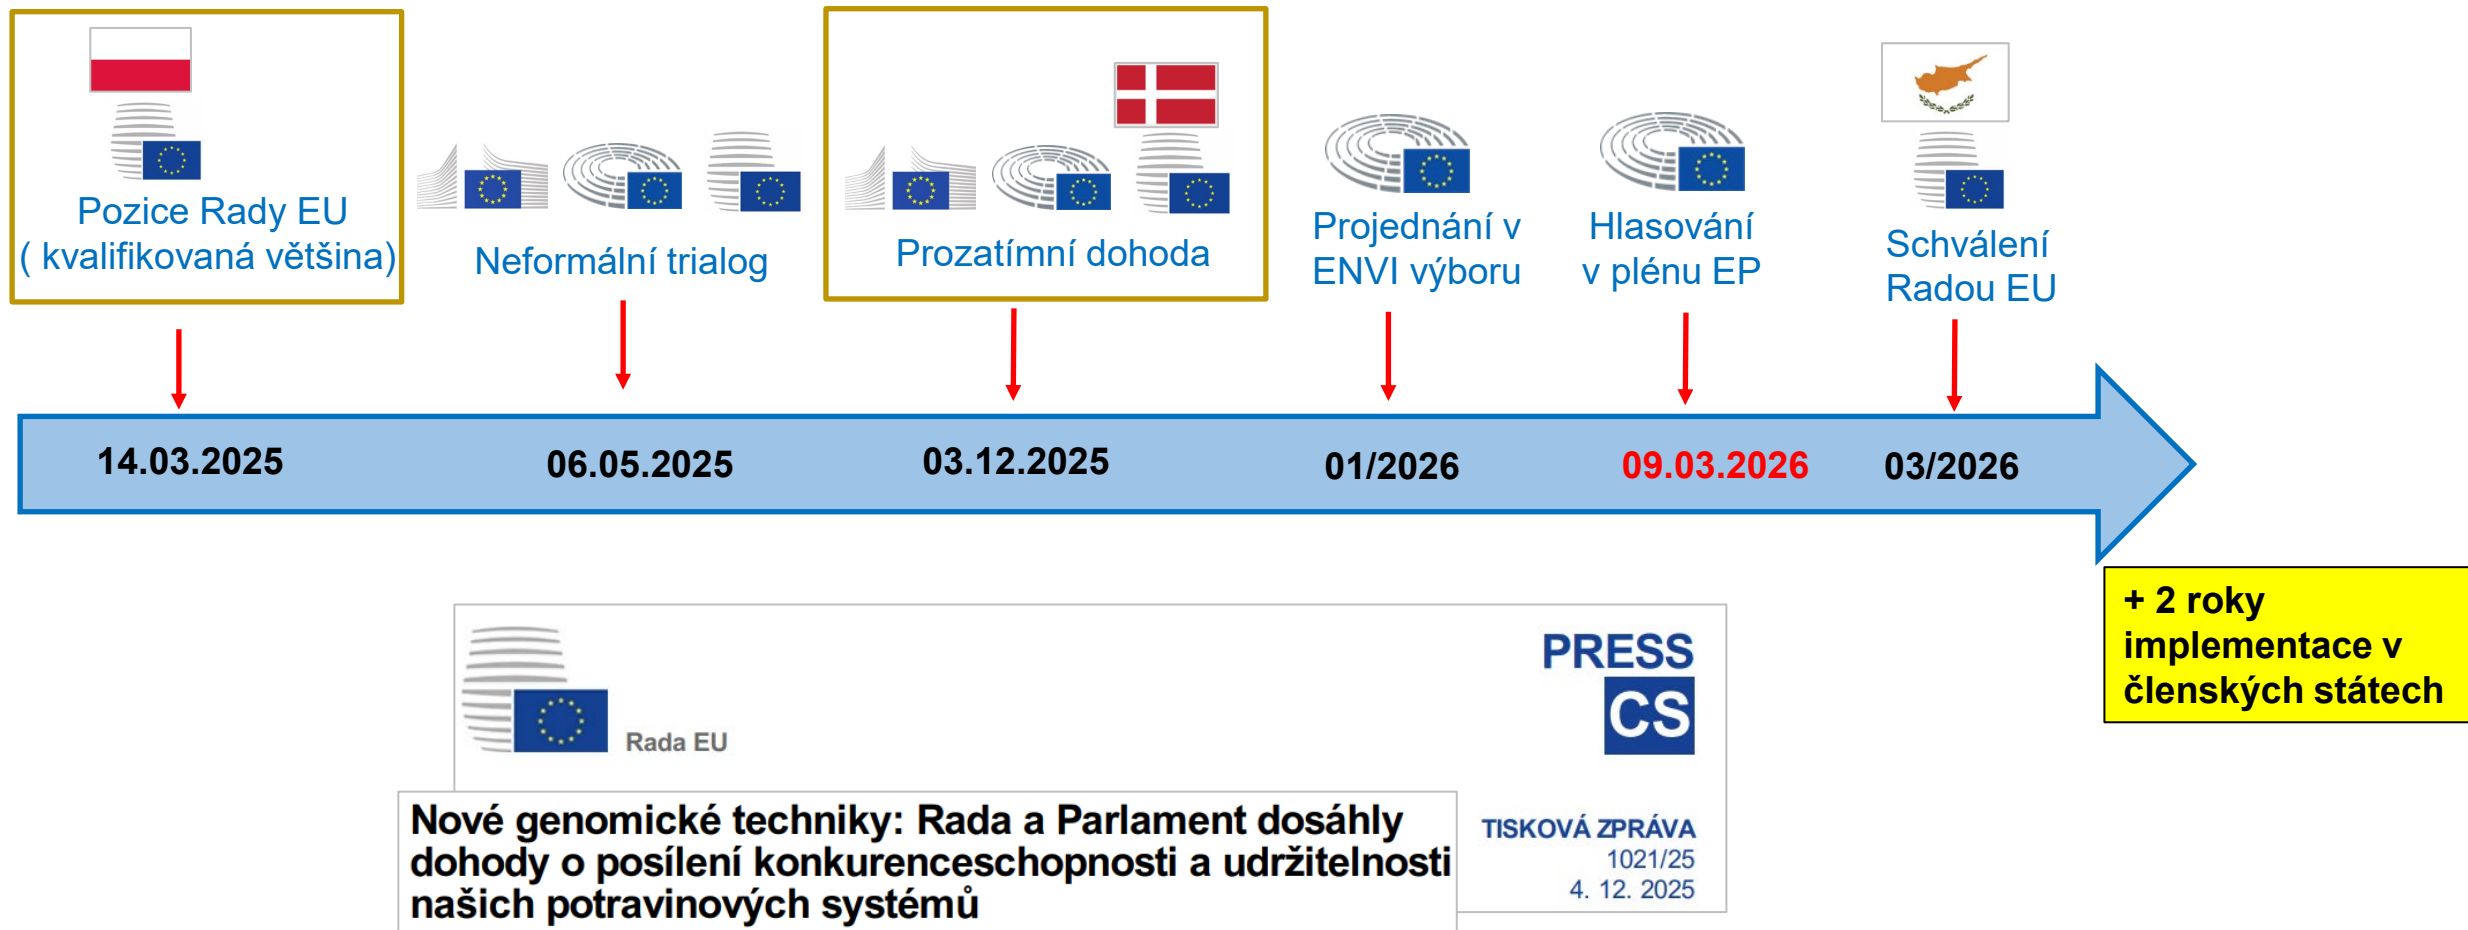 Pozice Rady EU
( kvalifikovaná většina)
Neformální trialog
Prozatímní dohoda
Projednání v
ENVI výboru
Hlasování
v plénu EP
Schválení
Radou EU
14.03.2025
06.05.2025
03.12.2025
01/2026
09.03.2026
03/2026
+ 2 roky
implementace v
členských státech
Rada EU
PRESS
CS
Nové genomické techniky: Rada a Parlament dosáhly
dohody o posílení konkurenceschopnosti a udržitelnosti
našich potravinových systémů
TISKOVÁ ZPRÁVA
1021/25
4. 12. 2025